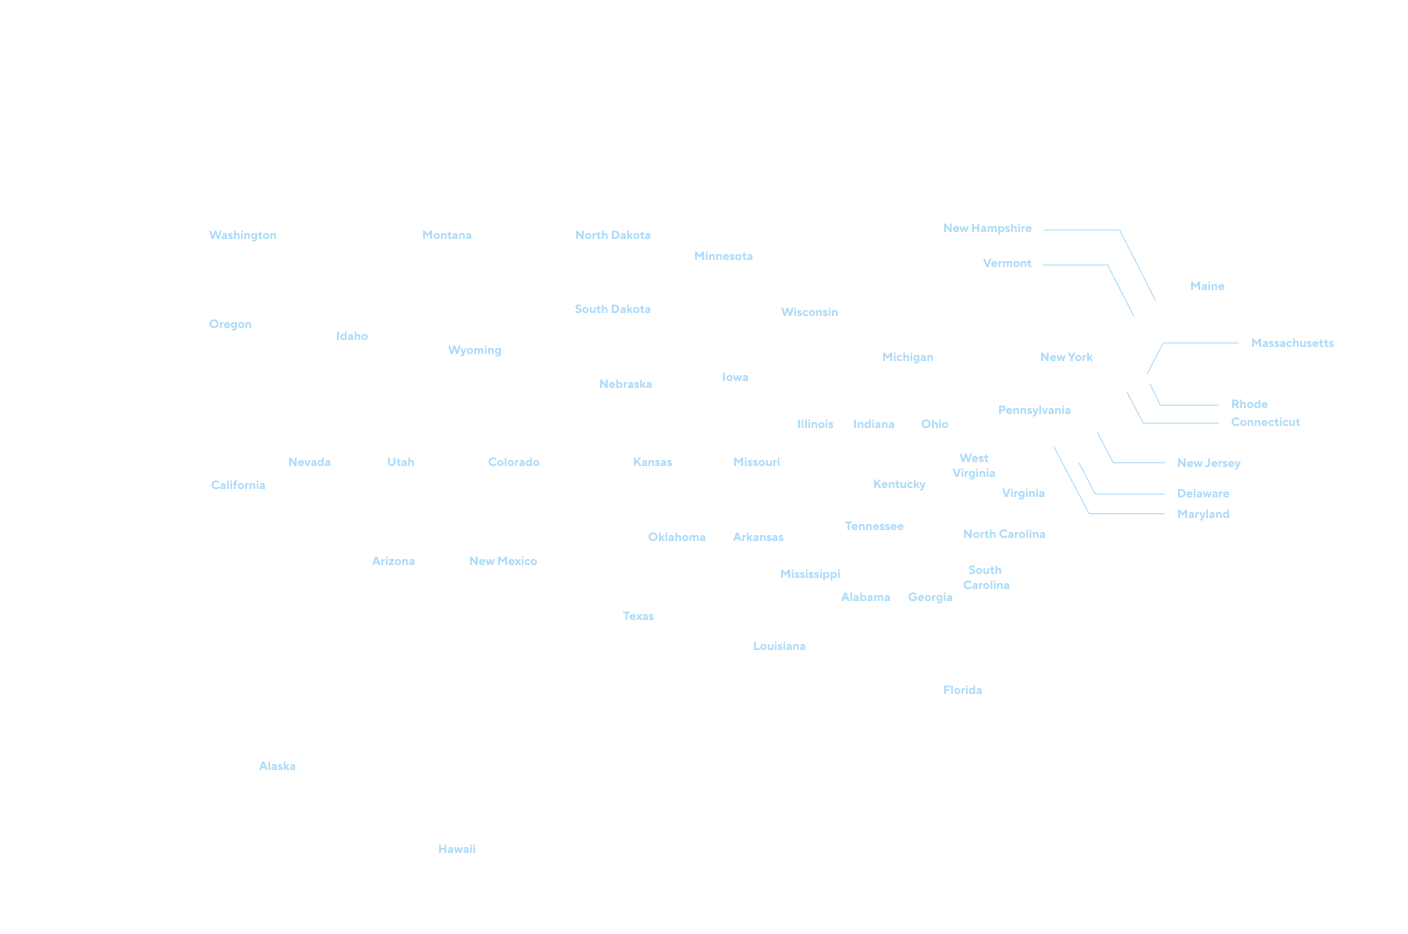 New Hampshire
Washington
Montana
North Dakota
Minnesota
Vermont
Maine
South Dakota
Wisconsin
Oregon
Idaho
Massachusetts
Wyoming
Michigan
New York
Iowa
Nebraska
Rhode
Pennsylvania
Connecticut
Illinois
Indiana
Ohio
West
Virginia
Nevada
Utah
Colorado
Kansas
Missouri
New Jersey
California
Kentucky
Virginia
Delaware
Maryland
Tennessee
North Carolina
Oklahoma
Arkansas
Arizona
New Mexico
South
Carolina
Mississippi
Alabama
Georgia
Texas
Louisiana
Florida
Alaska
Hawaii